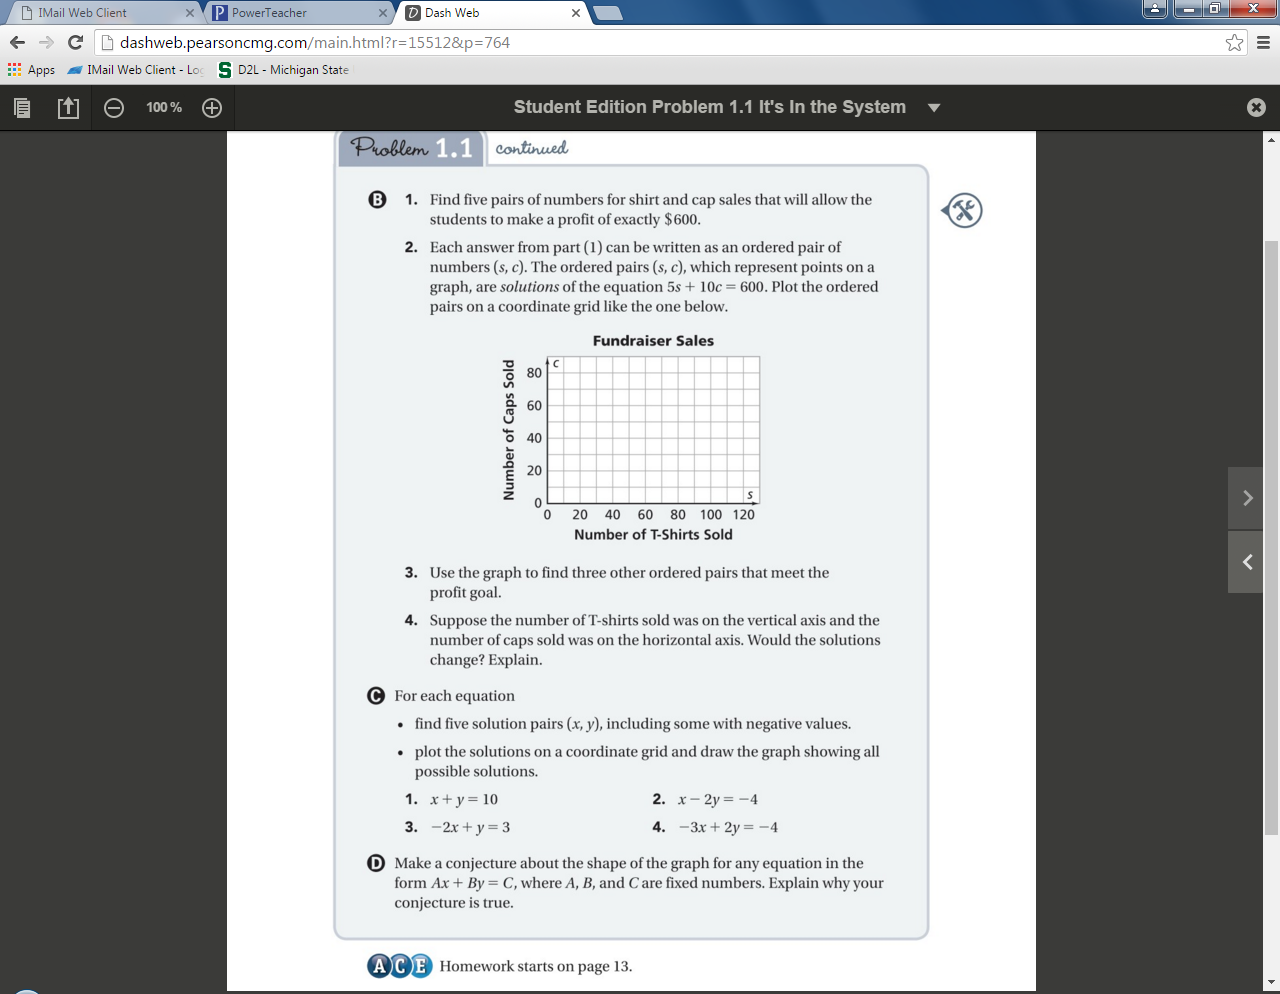 IMail Web Client
PowerTeacher
Dash Web
dashweb.pearsoncmg.com/main.html?r=15512&p=764
Apps
IMail Web Client - Log
D2L - Michigan State
100 %
Student Edition Problem 1.1 It's In the System
Problem 1.1 continued
B 1. Find five pairs of numbers for shirt and cap sales that will allow the
students to make a profit of exactly $600.
2. Each answer from part (1) can be written as an ordered pair of
numbers (s, c). The ordered pairs (s, c), which represent points on a
graph, are solutions of the equation 5s + 10c = 600. Plot the ordered
pairs on a coordinate grid like the one below.
Fundraiser Sales
Number of Caps Sold
c
80
60
40
20
0
s
0 20 40 60 80 100 120
Number of T-Shirts Sold
3. Use the graph to find three other ordered pairs that meet the
profit goal.
4. Suppose the number of T-shirts sold was on the vertical axis and the
number of caps sold was on the horizontal axis. Would the solutions
change? Explain.
C For each equation
• find five solution pairs (x, y), including some with negative values.
• plot the solutions on a coordinate grid and draw the graph showing all
possible solutions.
1. x + y = 10 2. x − 2y = −4
3. −2x + y = 3 4. −3x + 2y = −4
D Make a conjecture about the shape of the graph for any equation in the
form Ax + By = C, where A, B, and C are fixed numbers. Explain why your
conjecture is true.
A C E Homework starts on page 13.